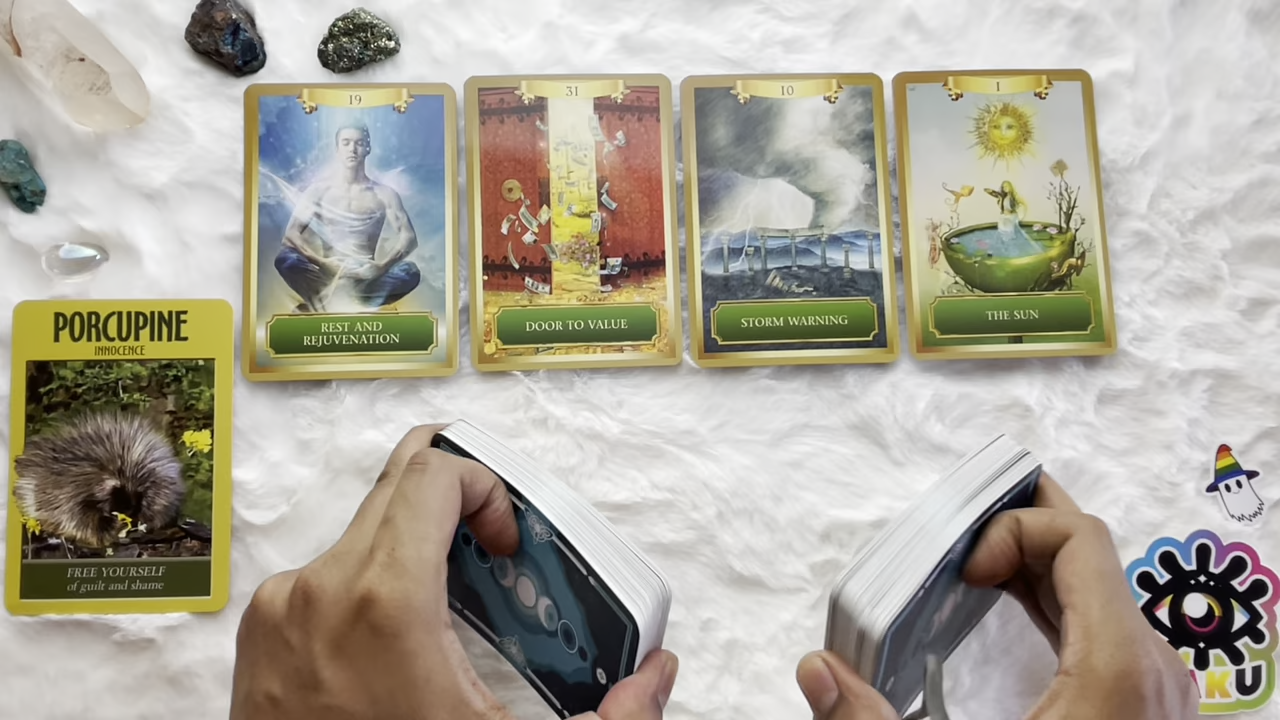 19
REST AND
REJUVENATION
31
DOOR TO VALUE
10
STORM WARNING
I
THE SUN
PORCUPINE
INNOCENCE
FREE YOURSELF
of guilt and shame
KU